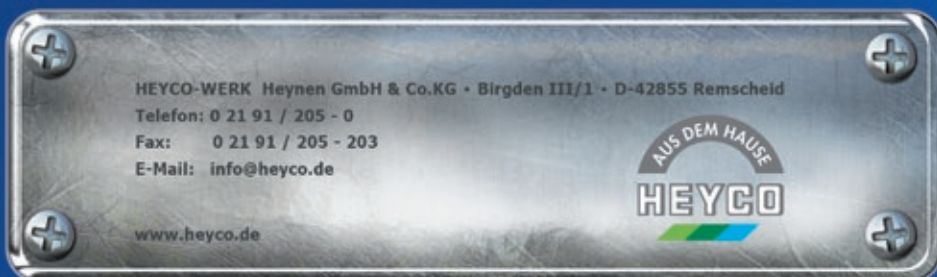 HEYCO-WERK Heynen GmbH & Co.KG • Birgden III/1 • D-42855 Remscheid
Telefon: 0 21 91 / 205 - 0
Fax: 0 21 91 / 205 - 203
E-Mail: info@heyco.de
www.heyco.de
AUS DEM HAUSE
HEYCO